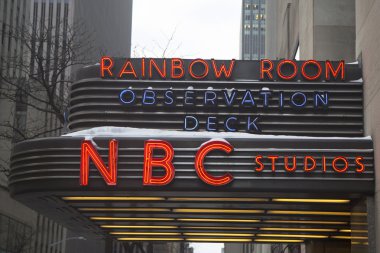 RAINBOW ROOM
OBSERVATION
DECK
NBC STUDIOS